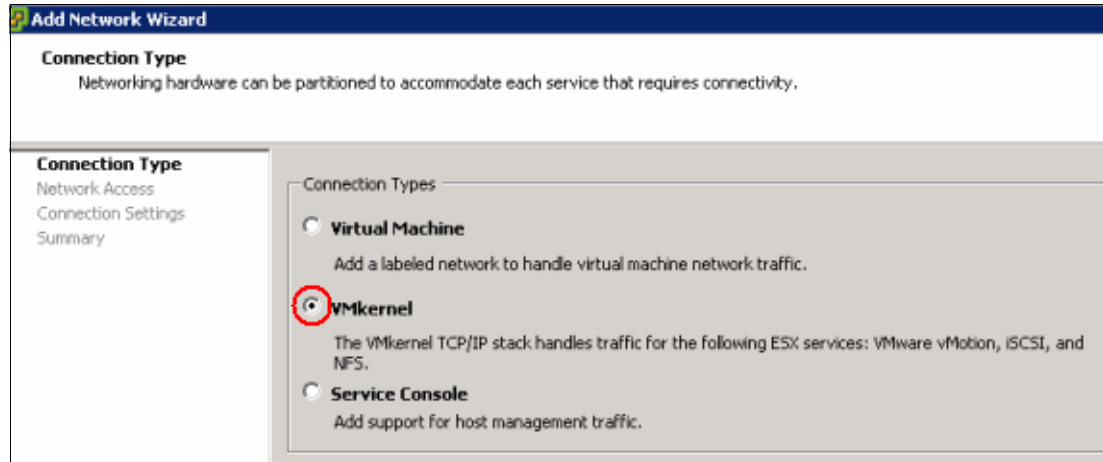 Add Network Wizard
Connection Type
Networking hardware can be partitioned to accommodate each service that requires connectivity.
Connection Type
Network Access
Connection Settings
Summary
Connection Types
Virtual Machine
Add a labeled network to handle virtual machine network traffic.
VMkernel
The VMkernel TCP/IP stack handles traffic for the following ESX services: VMware vMotion, iSCSI, and
NFS.
Service Console
Add support for host management traffic.